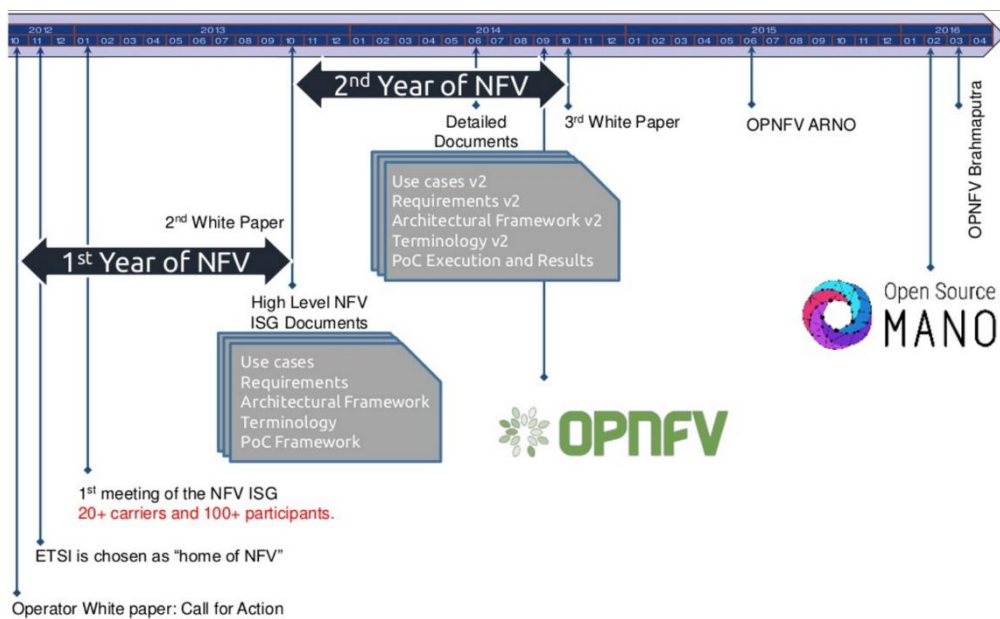 2012 2013 2014 2015 2016
10 11 12 01 02 03 04 05 06 07 08 09 10 11 12 01 02 03 04 05 06 07 08 09 10 11 12 01 02 03 04 05 06 07 08 09 10 11 12 01 02 03 04
2nd Year of NFV
Detailed
Documents
3rd White Paper
OPNFV ARNO
OPNFV Brahmaputra
Use cases v2
Requirements v2
Architectural Framework v2
Terminology v2
PoC Execution and Results
2nd White Paper
1st Year of NFV
High Level NFV
ISG Documents
Use cases
Requirements
Architectural Framework
Terminology
PoC Framework
Open Source
MANO
OPNFV
1st meeting of the NFV ISG
20+ carriers and 100+ participants.
ETSI is chosen as “home of NFV”
Operator White paper: Call for Action